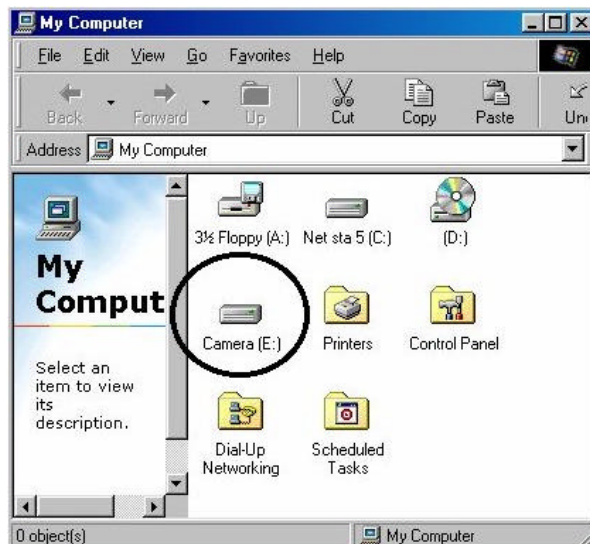 My Computer
File Edit View Go Favorites Help
Back Forward Up Cut Copy Paste
Address My Computer
My
Comput
Select an
item to view
its
description.
3½ Floppy (A:) Net sta 5 (C:) (D:)
Camera (E:) Printers Control Panel
Dial-Up
Networking
Scheduled
Tasks
0 object(s) My Computer